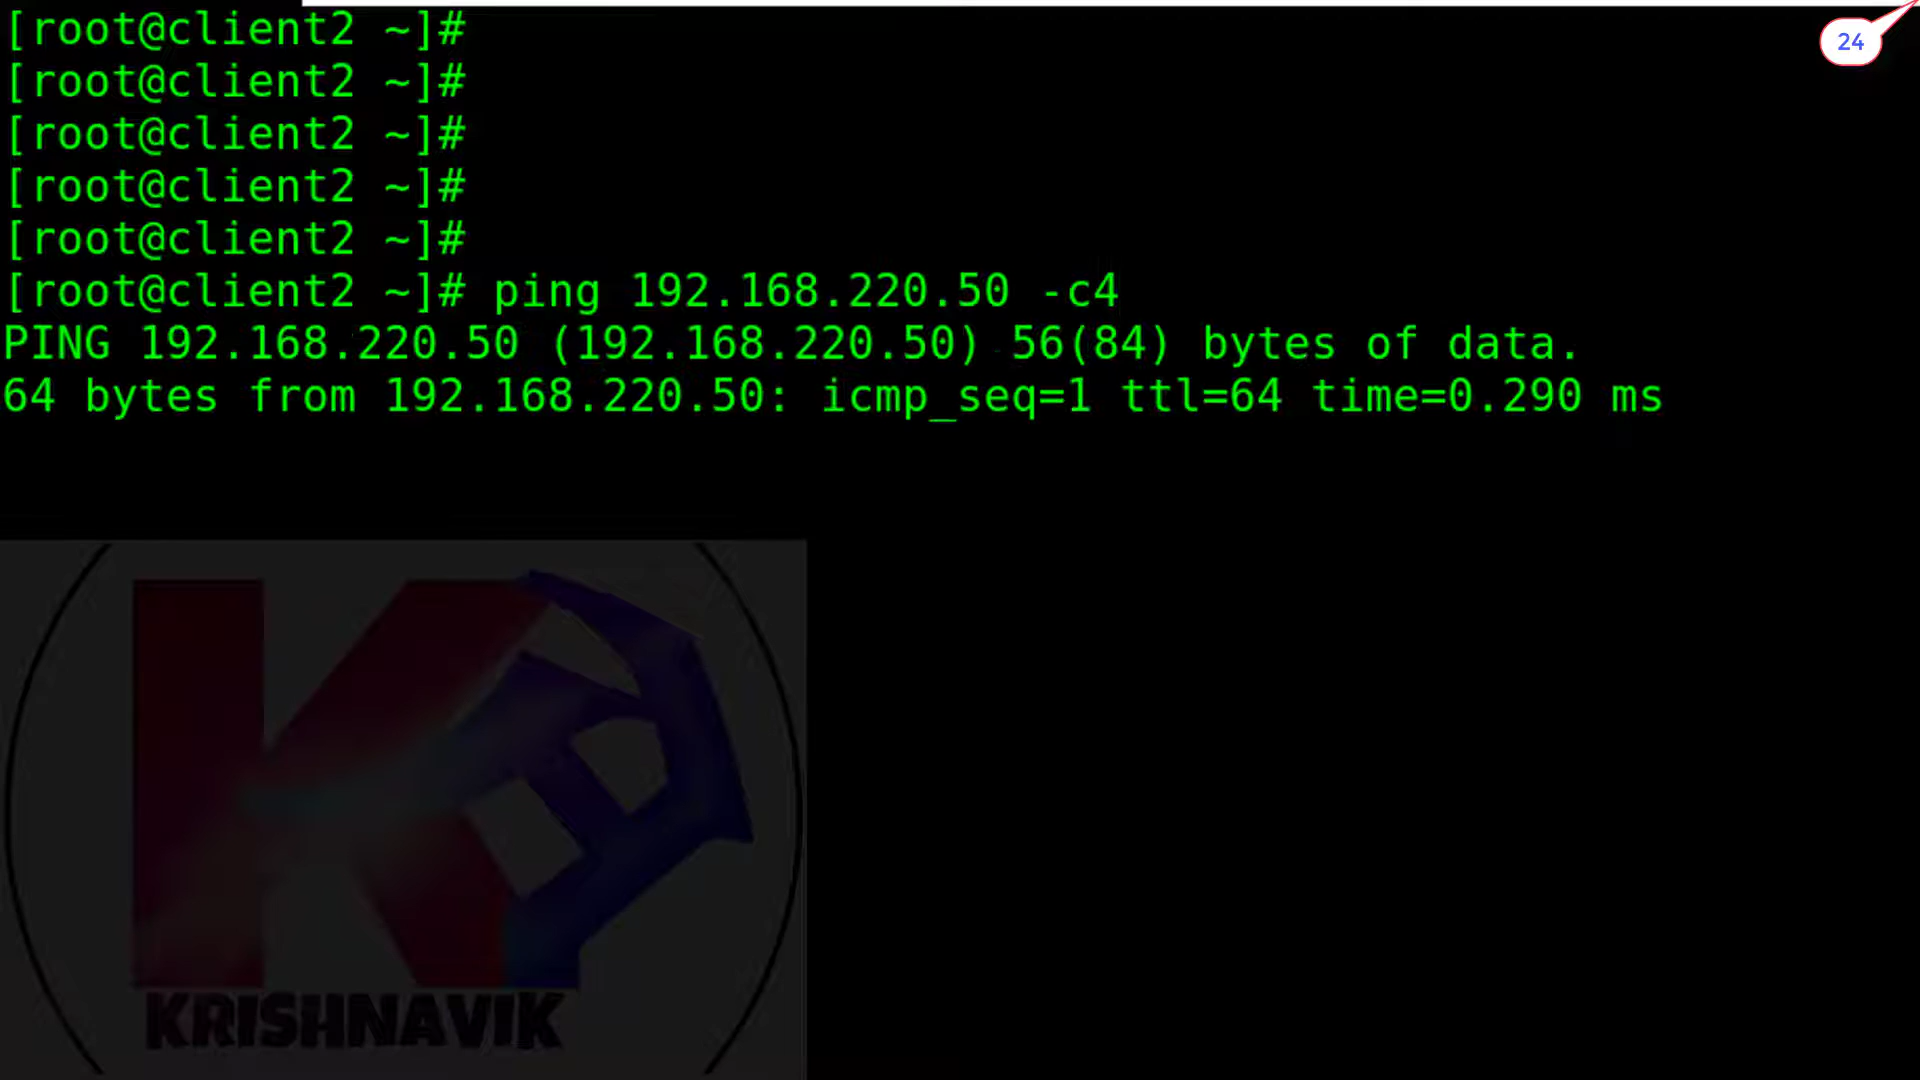 [root@client2 ~]#
[root@client2 ~]#
[root@client2 ~]#
[root@client2 ~]#
[root@client2 ~]#
[root@client2 ~]# ping 192.168.220.50 -c4
PING 192.168.220.50 (192.168.220.50) 56(84) bytes of data.
64 bytes from 192.168.220.50: icmp_seq=1 ttl=64 time=0.290 ms
24
KRISHNAVIK